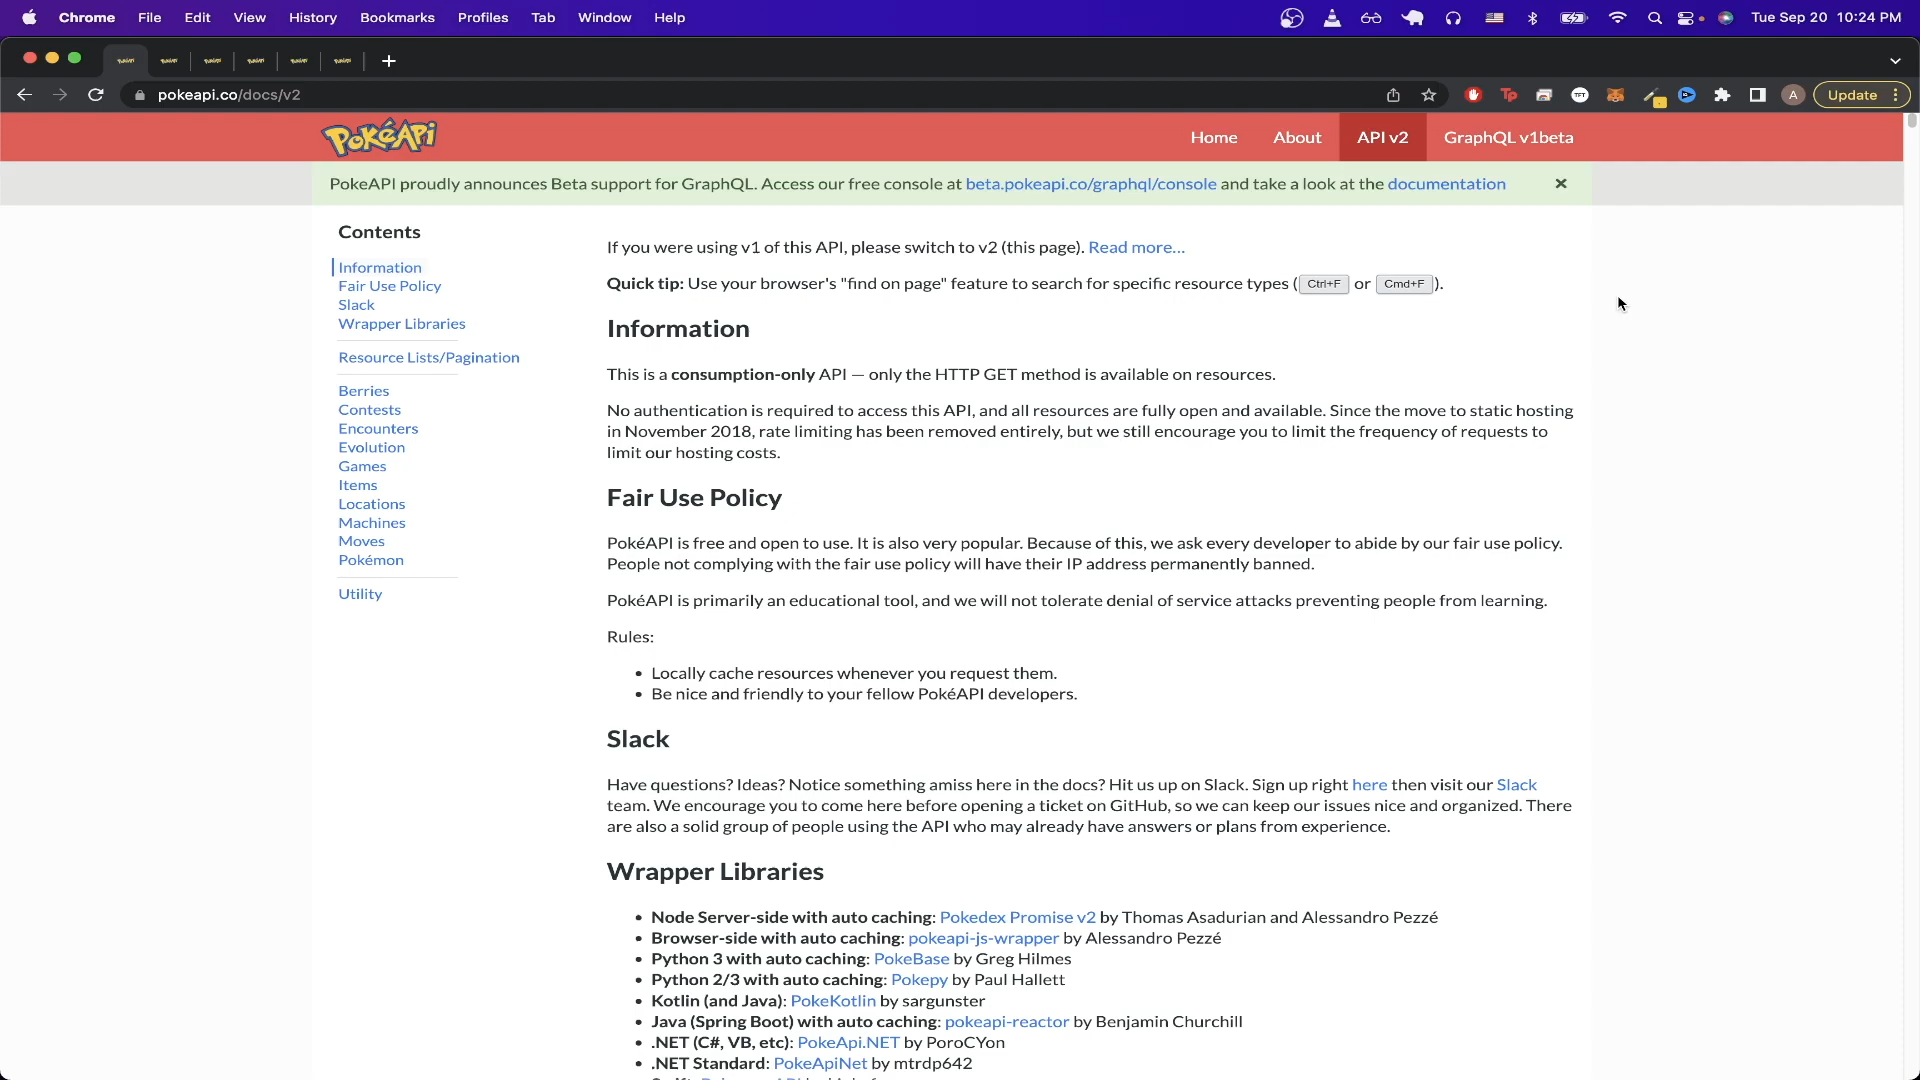 Chrome File Edit View History Bookmarks Profiles Tab Window Help Tue Sep 20 10:24 PM
pokeapi.co/docs/v2 Update
PokéAPI Home About API v2 GraphQL v1beta
PokeAPI proudly announces Beta support for GraphQL. Access our free console at beta.pokeapi.co/graphql/console and take a look at the documentation
Contents
Information
Fair Use Policy
Slack
Wrapper Libraries
Resource Lists/Pagination
Berries
Contests
Encounters
Evolution
Games
Items
Locations
Machines
Moves
Pokémon
Utility
If you were using v1 of this API, please switch to v2 (this page). Read more...
Quick tip: Use your browser's "find on page" feature to search for specific resource types (Ctrl+F or Cmd+F).
Information
This is a consumption-only API — only the HTTP GET method is available on resources.
No authentication is required to access this API, and all resources are fully open and available. Since the move to static hosting
in November 2018, rate limiting has been removed entirely, but we still encourage you to limit the frequency of requests to
limit our hosting costs.
Fair Use Policy
PokéAPI is free and open to use. It is also very popular. Because of this, we ask every developer to abide by our fair use policy.
People not complying with the fair use policy will have their IP address permanently banned.
PokéAPI is primarily an educational tool, and we will not tolerate denial of service attacks preventing people from learning.
Rules:
• Locally cache resources whenever you request them.
• Be nice and friendly to your fellow PokéAPI developers.
Slack
Have questions? Ideas? Notice something amiss here in the docs? Hit us up on Slack. Sign up right here then visit our Slack
team. We encourage you to come here before opening a ticket on GitHub, so we can keep our issues nice and organized. There
are also a solid group of people using the API who may already have answers or plans from experience.
Wrapper Libraries
• Node Server-side with auto caching: Pokedex Promise v2 by Thomas Asadurian and Alessandro Pezzé
• Browser-side with auto caching: pokeapi-js-wrapper by Alessandro Pezzé
• Python 3 with auto caching: PokeBase by Greg Hilmes
• Python 2/3 with auto caching: Pokepy by Paul Hallett
• Kotlin (and Java): PokeKotlin by sargunster
• Java (Spring Boot) with auto caching: pokeapi-reactor by Benjamin Churchill
• .NET (C#, VB, etc): PokeApi.NET by PoroCYon
• .NET Standard: PokeApiNet by mtrdp642